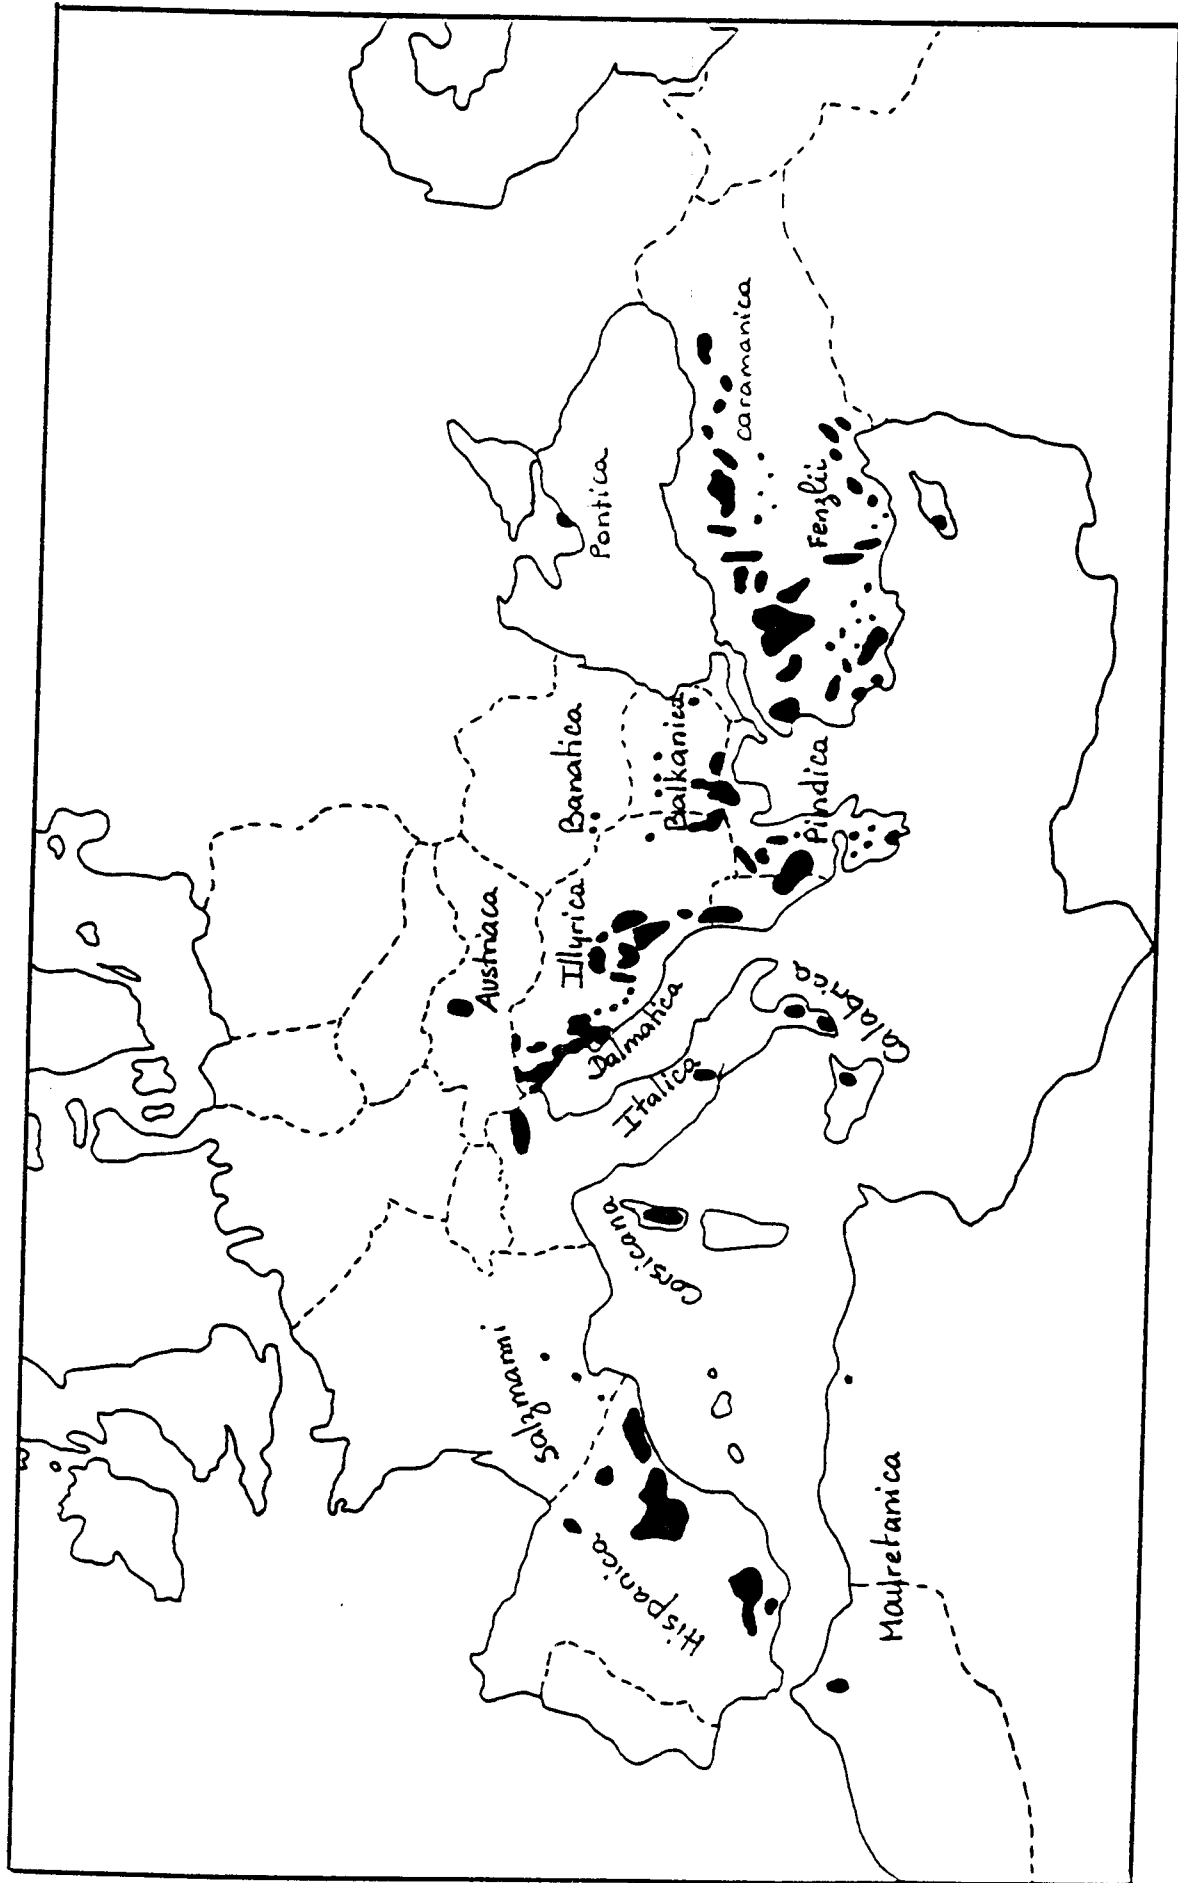 Salzmanni
Hispanica
Mauretanica
Corsicana
Italica
Dalmatica
Calabrica
Austriaca
Illyrica
Banatica
Balkanica
Pindica
Pontica
Fenzlii
caramanica